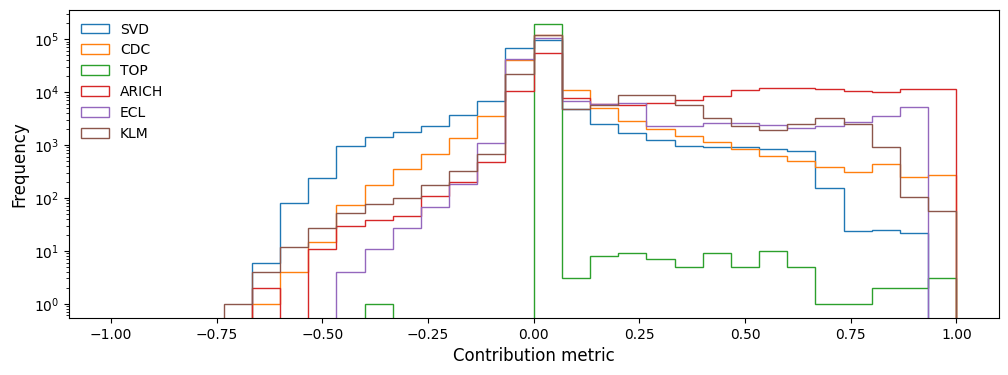 SVD
CDC
TOP
ARICH
ECL
KLM
Frequency
10⁵
10⁴
10³
10²
10¹
10⁰
−1.00 −0.75 −0.50 −0.25 0.00 0.25 0.50 0.75 1.00
Contribution metric